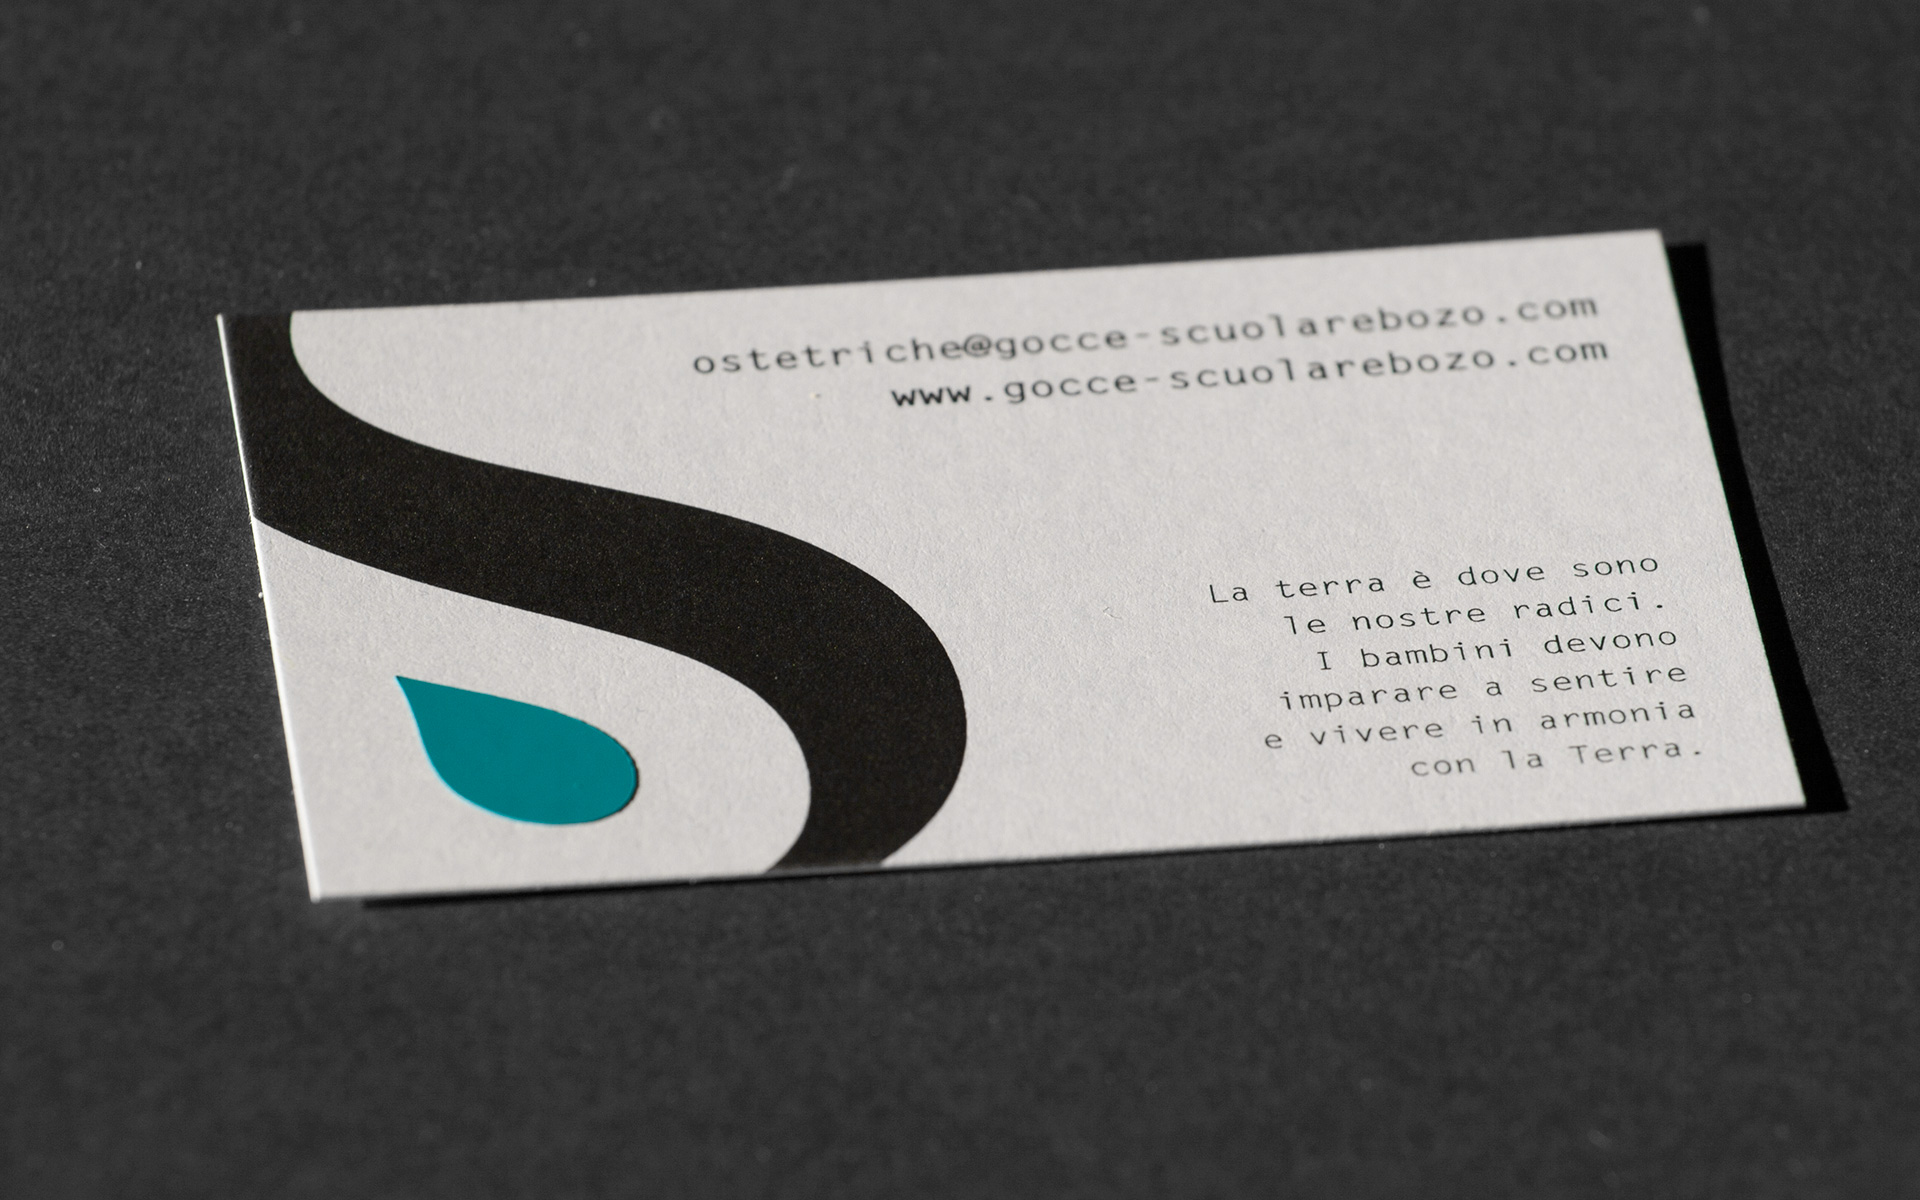 ostetriche@gocce-scuolarebozo.com
www.gocce-scuolarebozo.com
La terra è dove sono
le nostre radici.
I bambini devono
imparare a sentire
e vivere in armonia
con la Terra.